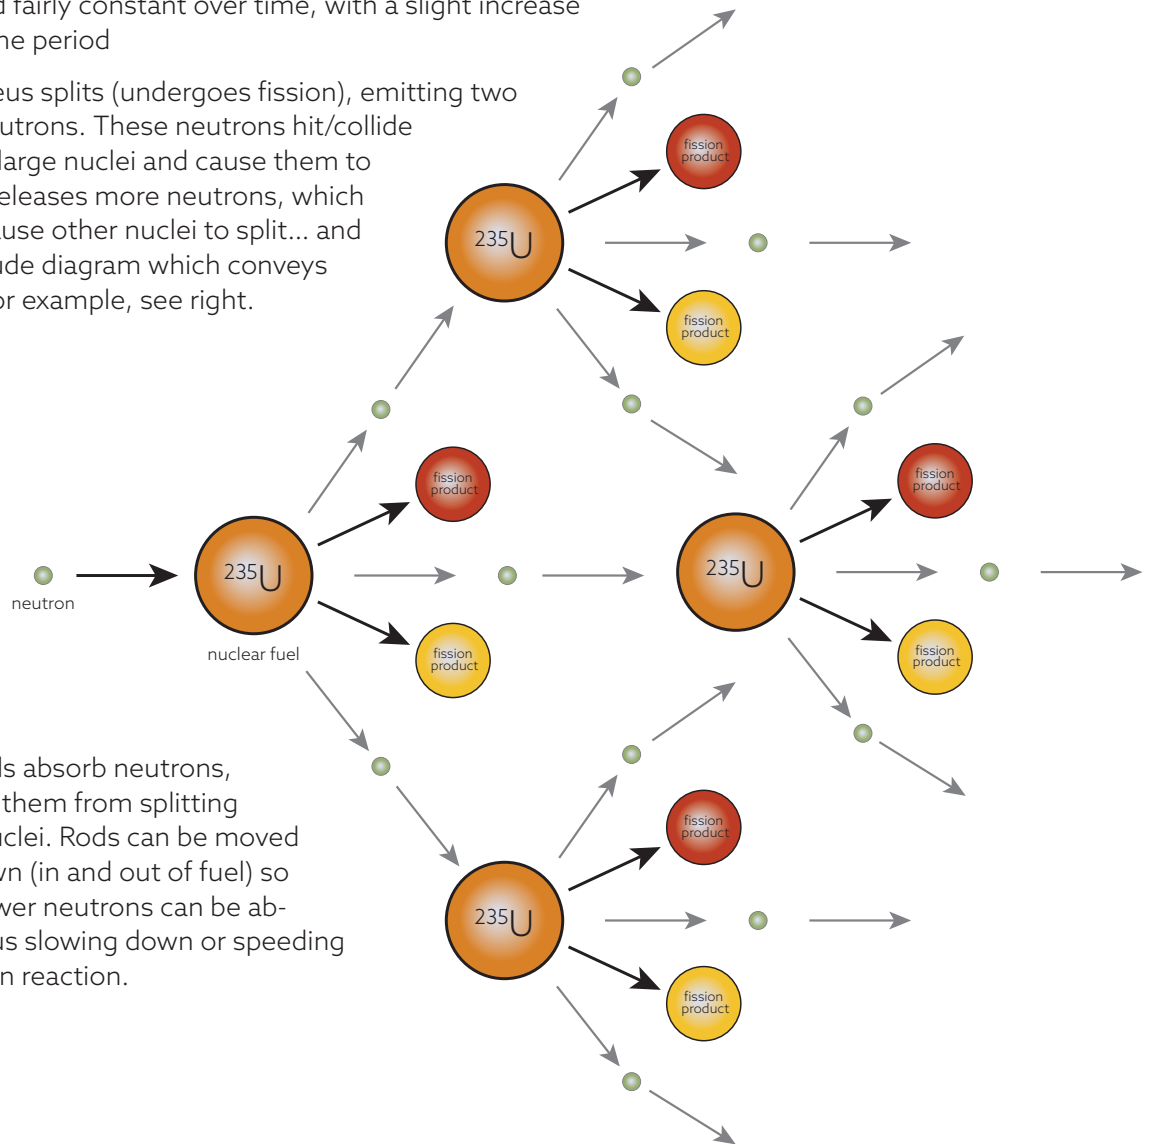 d fairly constant over time, with a slight increase
ne period
eus splits (undergoes fission), emitting two
utrons. These neutrons hit/collide
large nuclei and cause them to
eleases more neutrons, which
use other nuclei to split... and
ude diagram which conveys
or example, see right.
fission
product
235U
fission
product
fission
product
235U
neutron
nuclear fuel
fission
product
fission
product
235U
fission
product
ls absorb neutrons,
them from splitting
uclei. Rods can be moved
wn (in and out of fuel) so
wer neutrons can be ab-
us slowing down or speeding
n reaction.
fission
product
235U
fission
product